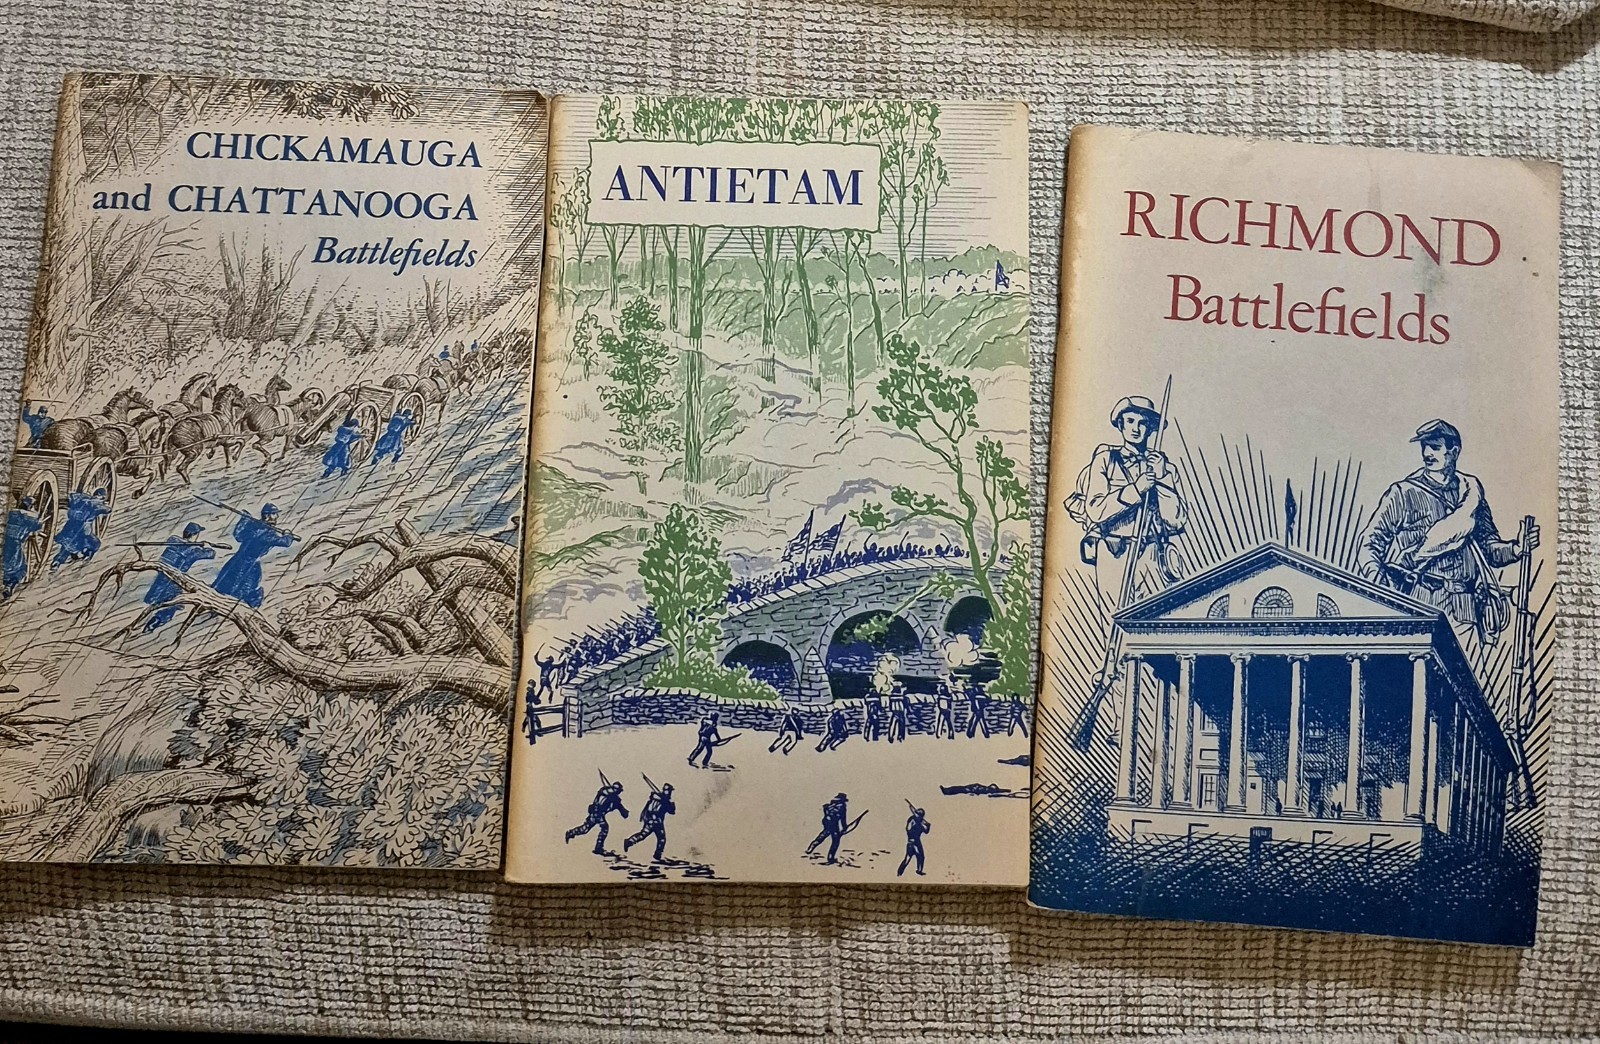 CHICKAMAUGA
and CHATTANOOGA
Battlefields
ANTIETAM
RICHMOND
Battlefields